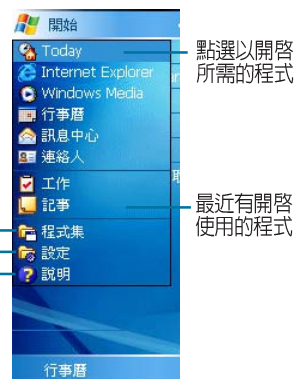 開始
Today
Internet Explorer
Windows Media
行事曆
訊息中心
連絡人
工作
記事
程式集
設定
說明
行事曆
點選以開啓
所需的程式
最近有開啓
使用的程式